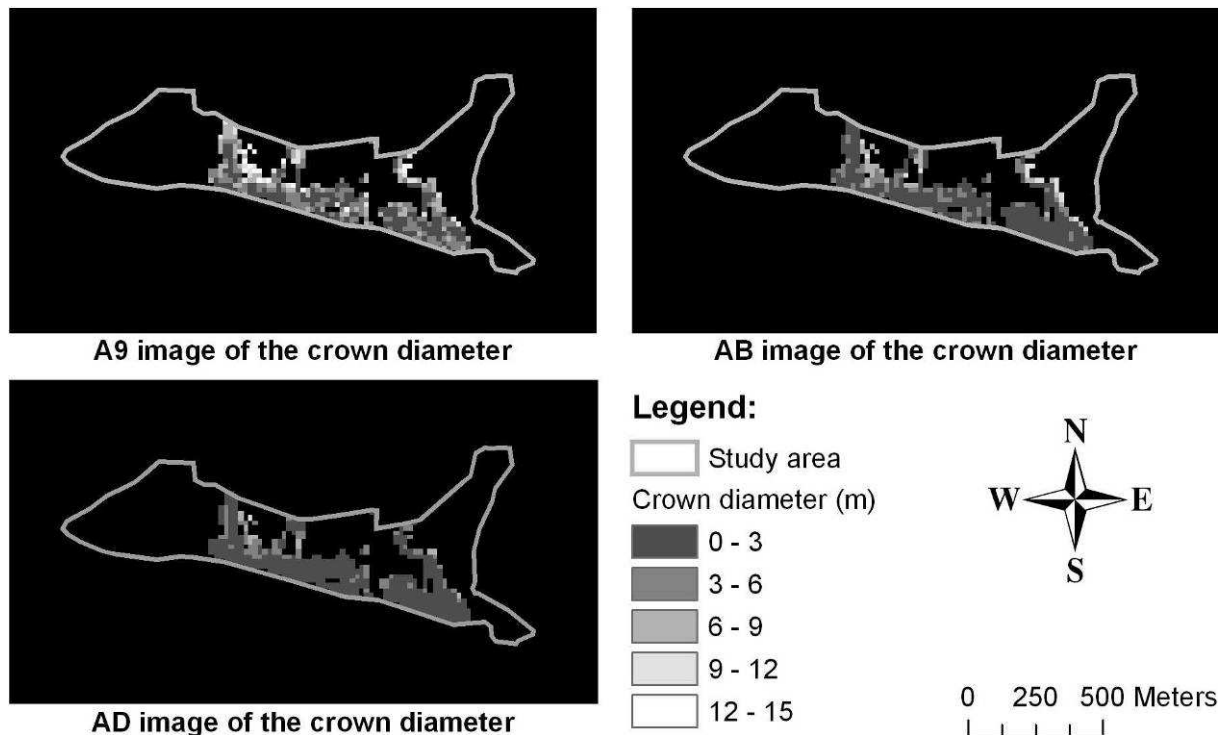 A9 image of the crown diameter
AB image of the crown diameter
AD image of the crown diameter
Legend:
Study area
Crown diameter (m)
0 - 3
3 - 6
6 - 9
9 - 12
12 - 15
N
W E
S
0 250 500 Meters